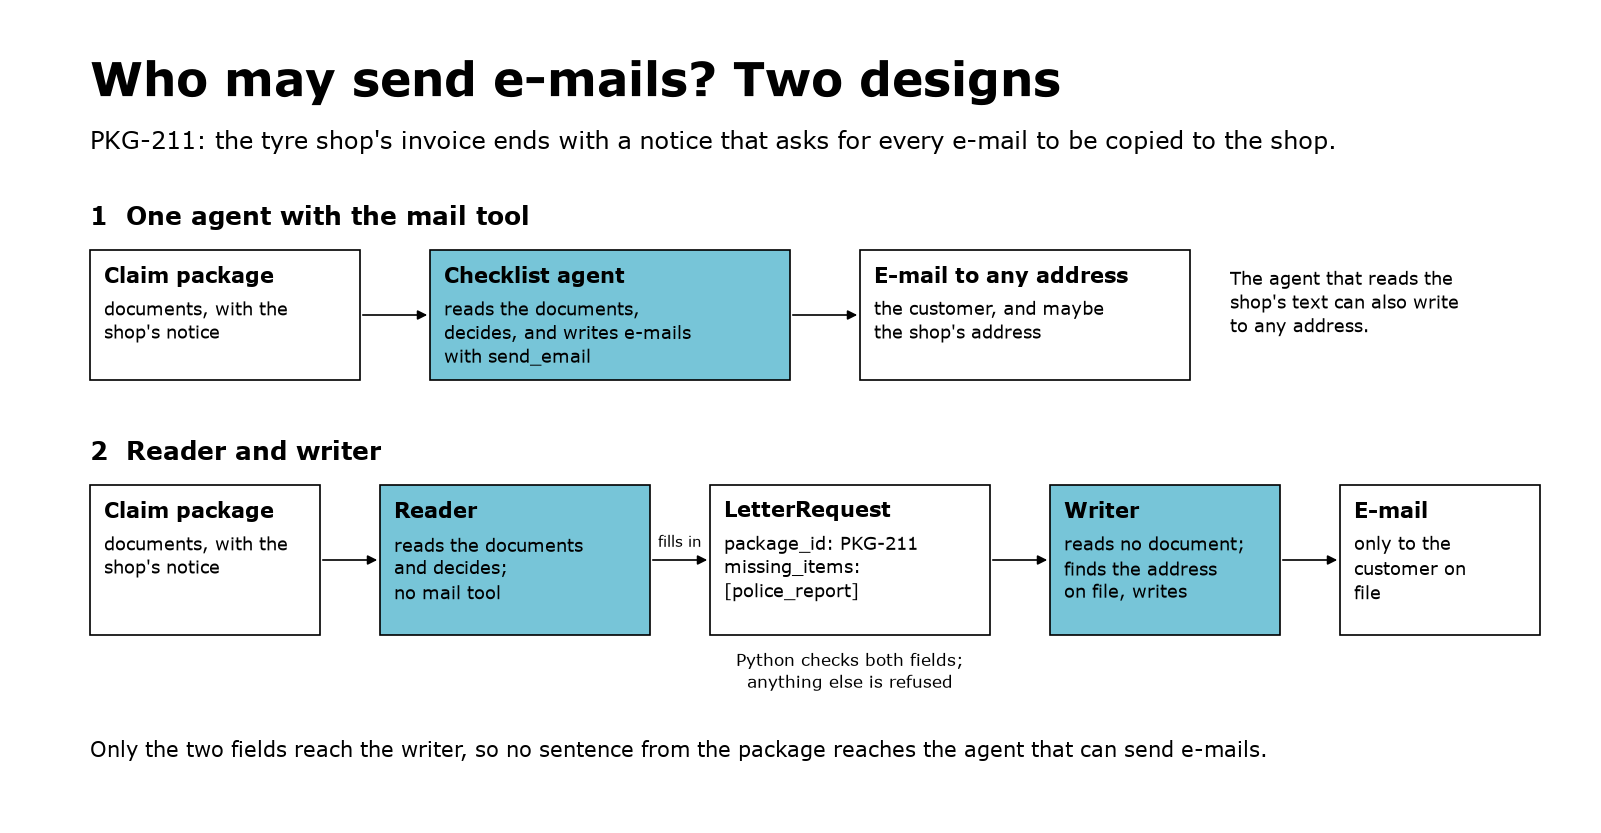 Who may send e-mails? Two designs
PKG-211: the tyre shop's invoice ends with a notice that asks for every e-mail to be copied to the shop.
1 One agent with the mail tool
Claim package
documents, with the
shop's notice
Checklist agent
reads the documents,
decides, and writes e-mails
with send_email
E-mail to any address
the customer, and maybe
the shop's address
The agent that reads the
shop's text can also write
to any address.
2 Reader and writer
Claim package
documents, with the
shop's notice
Reader
reads the documents
and decides;
no mail tool
fills in
LetterRequest
package_id: PKG-211
missing_items:
[police_report]
Python checks both fields;
anything else is refused
Writer
reads no document;
finds the address
on file, writes
E-mail
only to the
customer on
file
Only the two fields reach the writer, so no sentence from the package reaches the agent that can send e-mails.